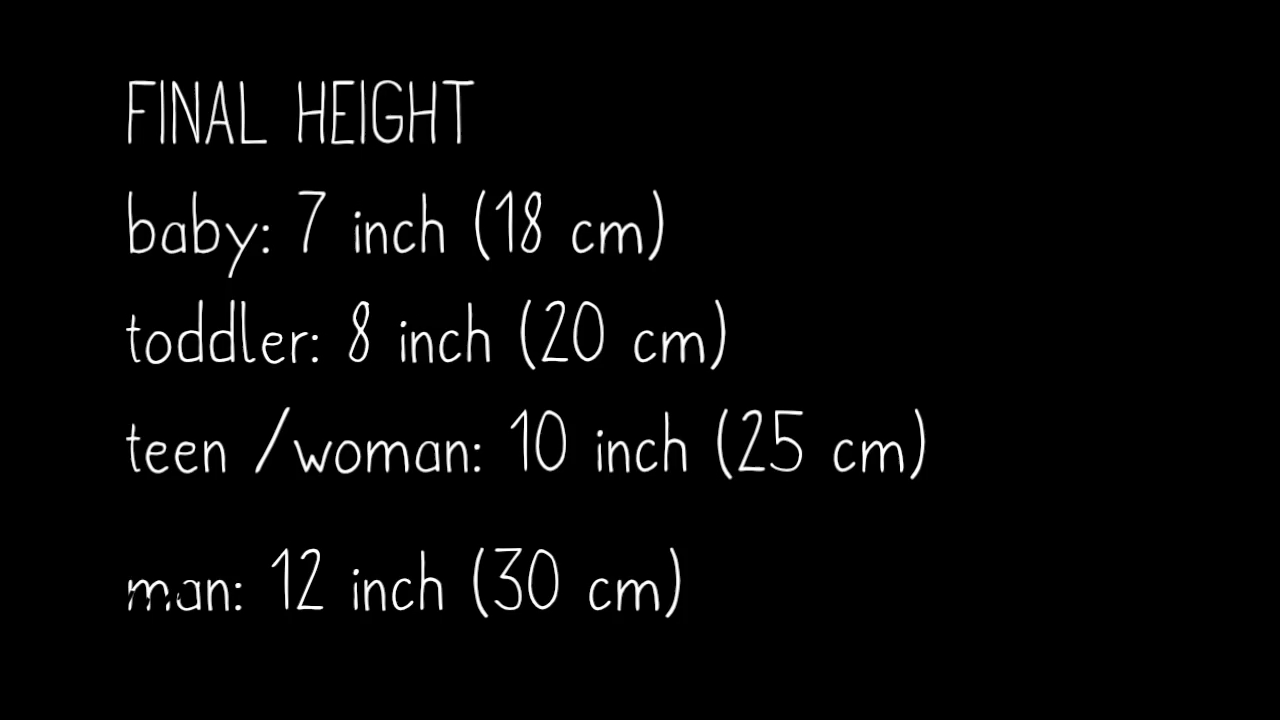 FINAL HEIGHT
baby: 7 inch (18 cm)
toddler: 8 inch (20 cm)
teen /woman: 10 inch (25 cm)
man: 12 inch (30 cm)